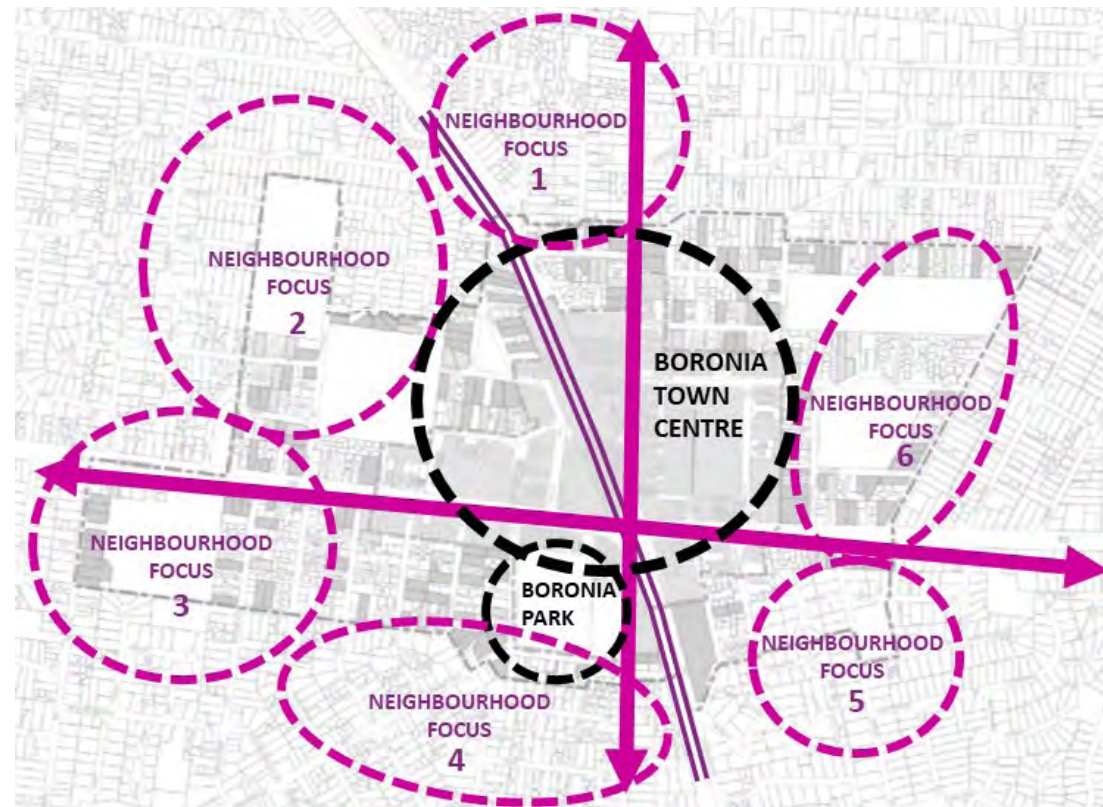 NEIGHBOURHOOD
FOCUS
1
NEIGHBOURHOOD
FOCUS
2
BORONIA
TOWN
CENTRE
NEIGHBOURHOOD
FOCUS
6
NEIGHBOURHOOD
FOCUS
3
BORONIA
PARK
NEIGHBOURHOOD
FOCUS
5
NEIGHBOURHOOD
FOCUS
4